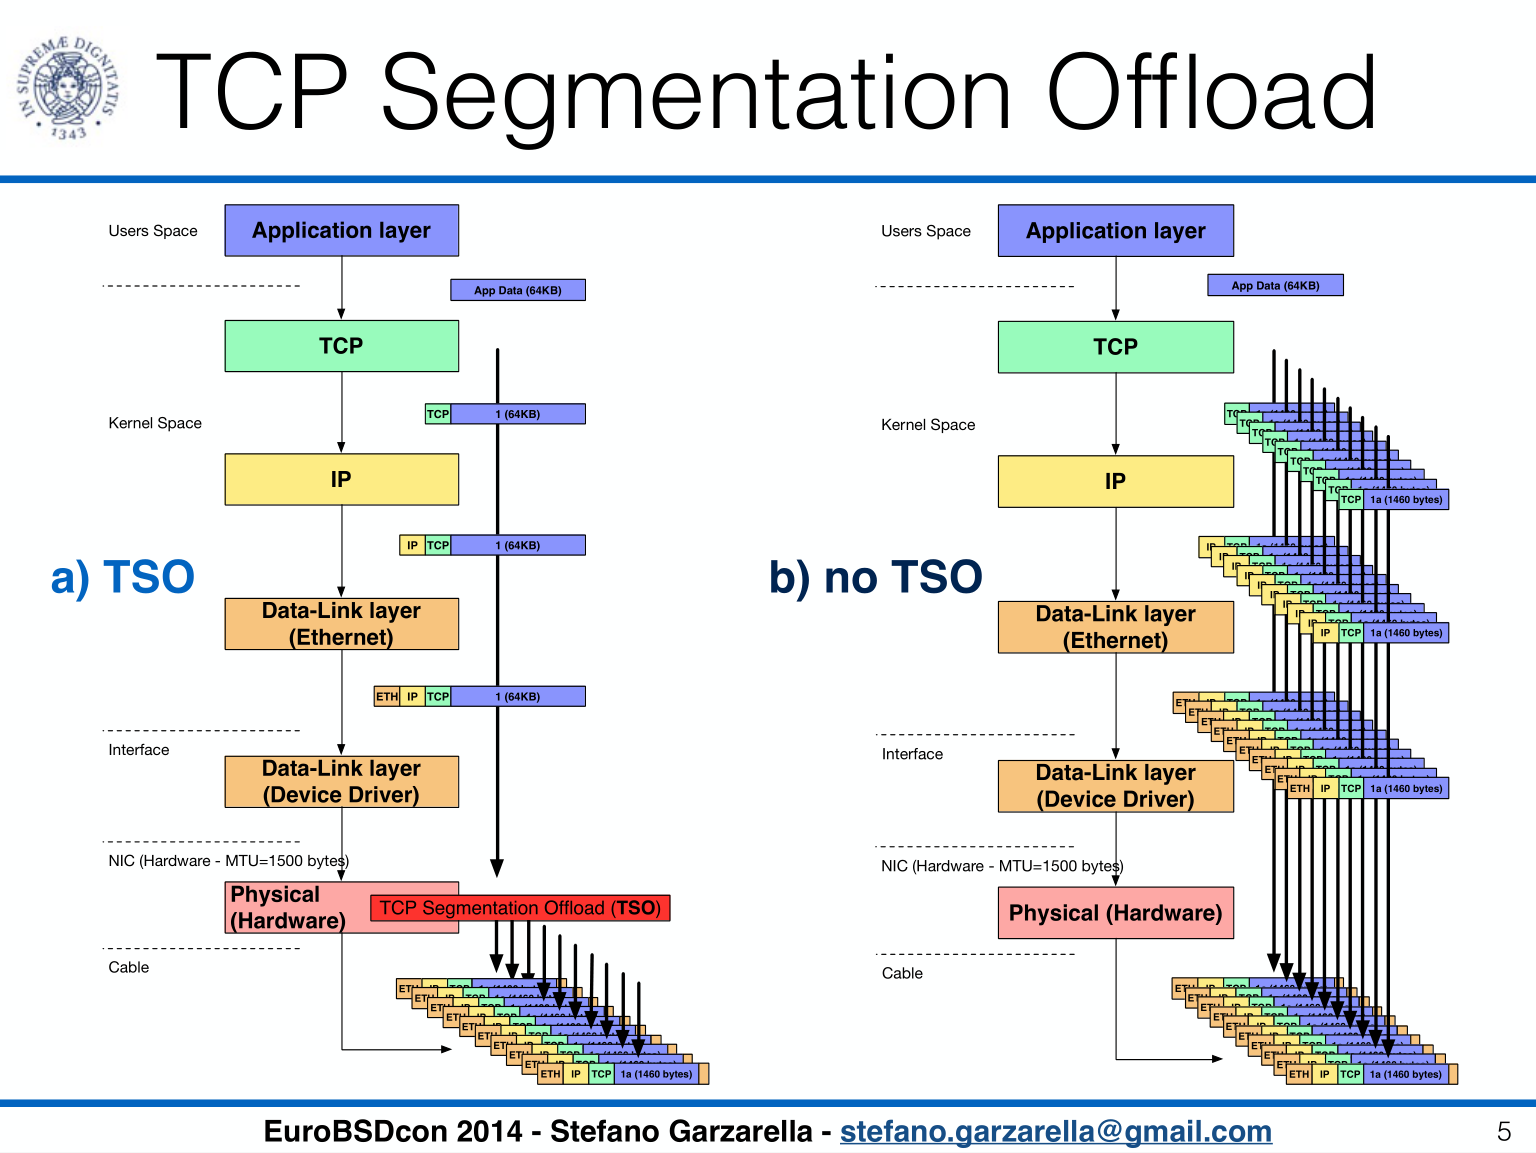 IN SUPREMÆ DIGNITATIS
• 1343 •
TCP Segmentation Offload
Users Space
Application layer
App Data (64KB)
TCP
TCP 1 (64KB)
Kernel Space
IP
IP TCP 1 (64KB)
a) TSO
Data-Link layer
(Ethernet)
ETH IP TCP 1 (64KB)
Interface
Data-Link layer
(Device Driver)
NIC (Hardware - MTU=1500 bytes)
Physical
(Hardware)
TCP Segmentation Offload (TSO)
Cable
ETH IP TCP 1a (1460 bytes)
Users Space
Application layer
App Data (64KB)
TCP
TCP 1a (1460 bytes)
Kernel Space
IP
IP TCP 1a (1460 bytes)
b) no TSO
Data-Link layer
(Ethernet)
ETH IP TCP 1a (1460 bytes)
Interface
Data-Link layer
(Device Driver)
NIC (Hardware - MTU=1500 bytes)
Physical (Hardware)
Cable
ETH IP TCP 1a (1460 bytes)
EuroBSDcon 2014 - Stefano Garzarella - stefano.garzarella@gmail.com
5